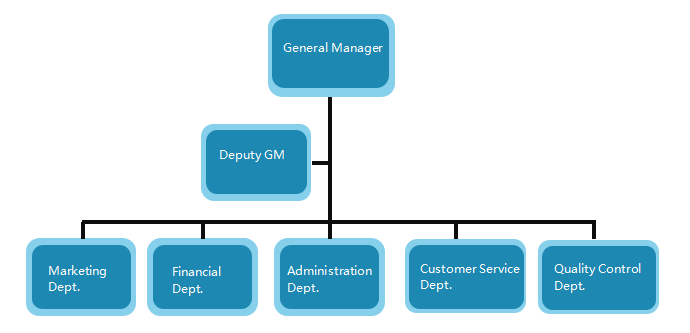 General Manager
Deputy GM
Marketing
Dept.
Financial
Dept.
Administration
Dept.
Customer Service
Dept.
Quality Control
Dept.